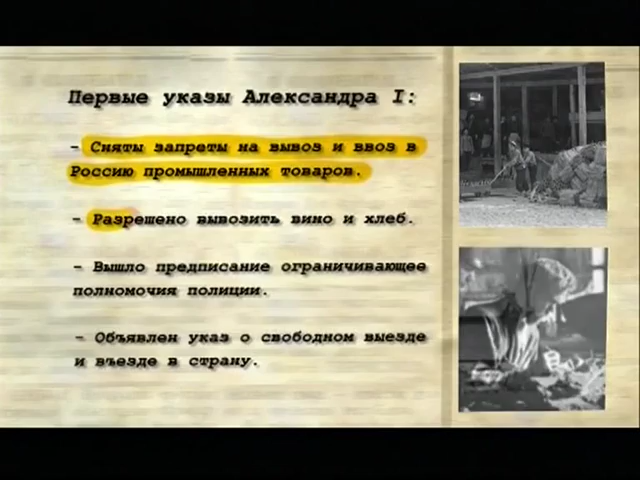 Первые указы Александра I:
- Сняты запреты на вывоз и ввоз в
Россию промышленных товаров.
- Разрешено вывозить вино и хлеб.
- Вышло предписание ограничивающее
полномочия полиции.
- Объявлен указ о свободном выезде
и въезде в страну.